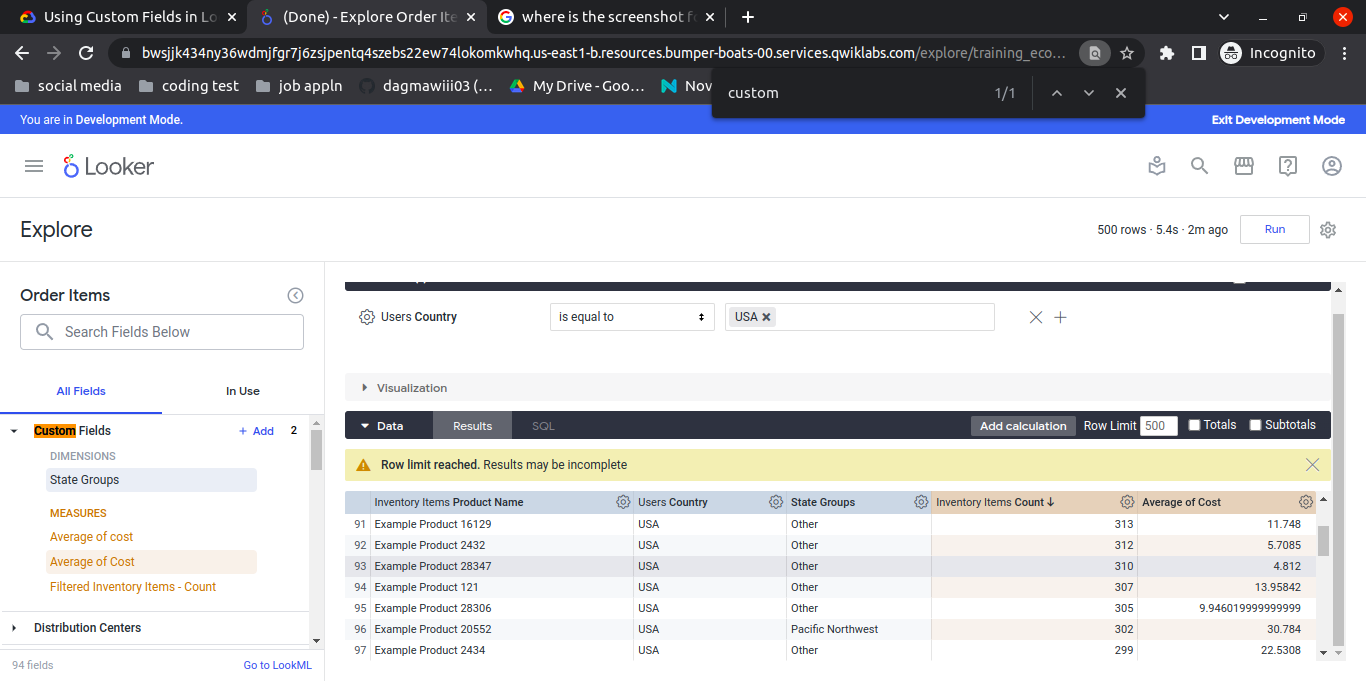 Using Custom Fields in Lo
(Done) - Explore Order Ite
where is the screenshot f
bwsjjk434ny36wdmjfgr7j6zsjpentq4szebs22ew74lokomkwhq.us-east1-b.resources.bumper-boats-00.services.qwiklabs.com/explore/training_eco...
Incognito
social media
coding test
job appln
dagmawiii03 (...
My Drive - Goo...
Nov
custom
1/1
You are in Development Mode.
Exit Development Mode
Looker
Explore
500 rows · 5.4s · 2m ago
Run
Order Items
Search Fields Below
All Fields
In Use
Custom Fields
+ Add
2
DIMENSIONS
State Groups
MEASURES
Average of cost
Average of Cost
Filtered Inventory Items - Count
Distribution Centers
94 fields
Go to LookML
Users Country
is equal to
USA
Visualization
Data
Results
SQL
Add calculation
Row Limit
500
Totals
Subtotals
Row limit reached. Results may be incomplete
Inventory Items Product Name Users Country State Groups Inventory Items Count Average of Cost
91 Example Product 16129 USA Other 313 11.748
92 Example Product 2432 USA Other 312 5.7085
93 Example Product 28347 USA Other 310 4.812
94 Example Product 121 USA Other 307 13.95842
95 Example Product 28306 USA Other 305 9.946019999999999
96 Example Product 20552 USA Pacific Northwest 302 30.784
97 Example Product 2434 USA Other 299 22.5308